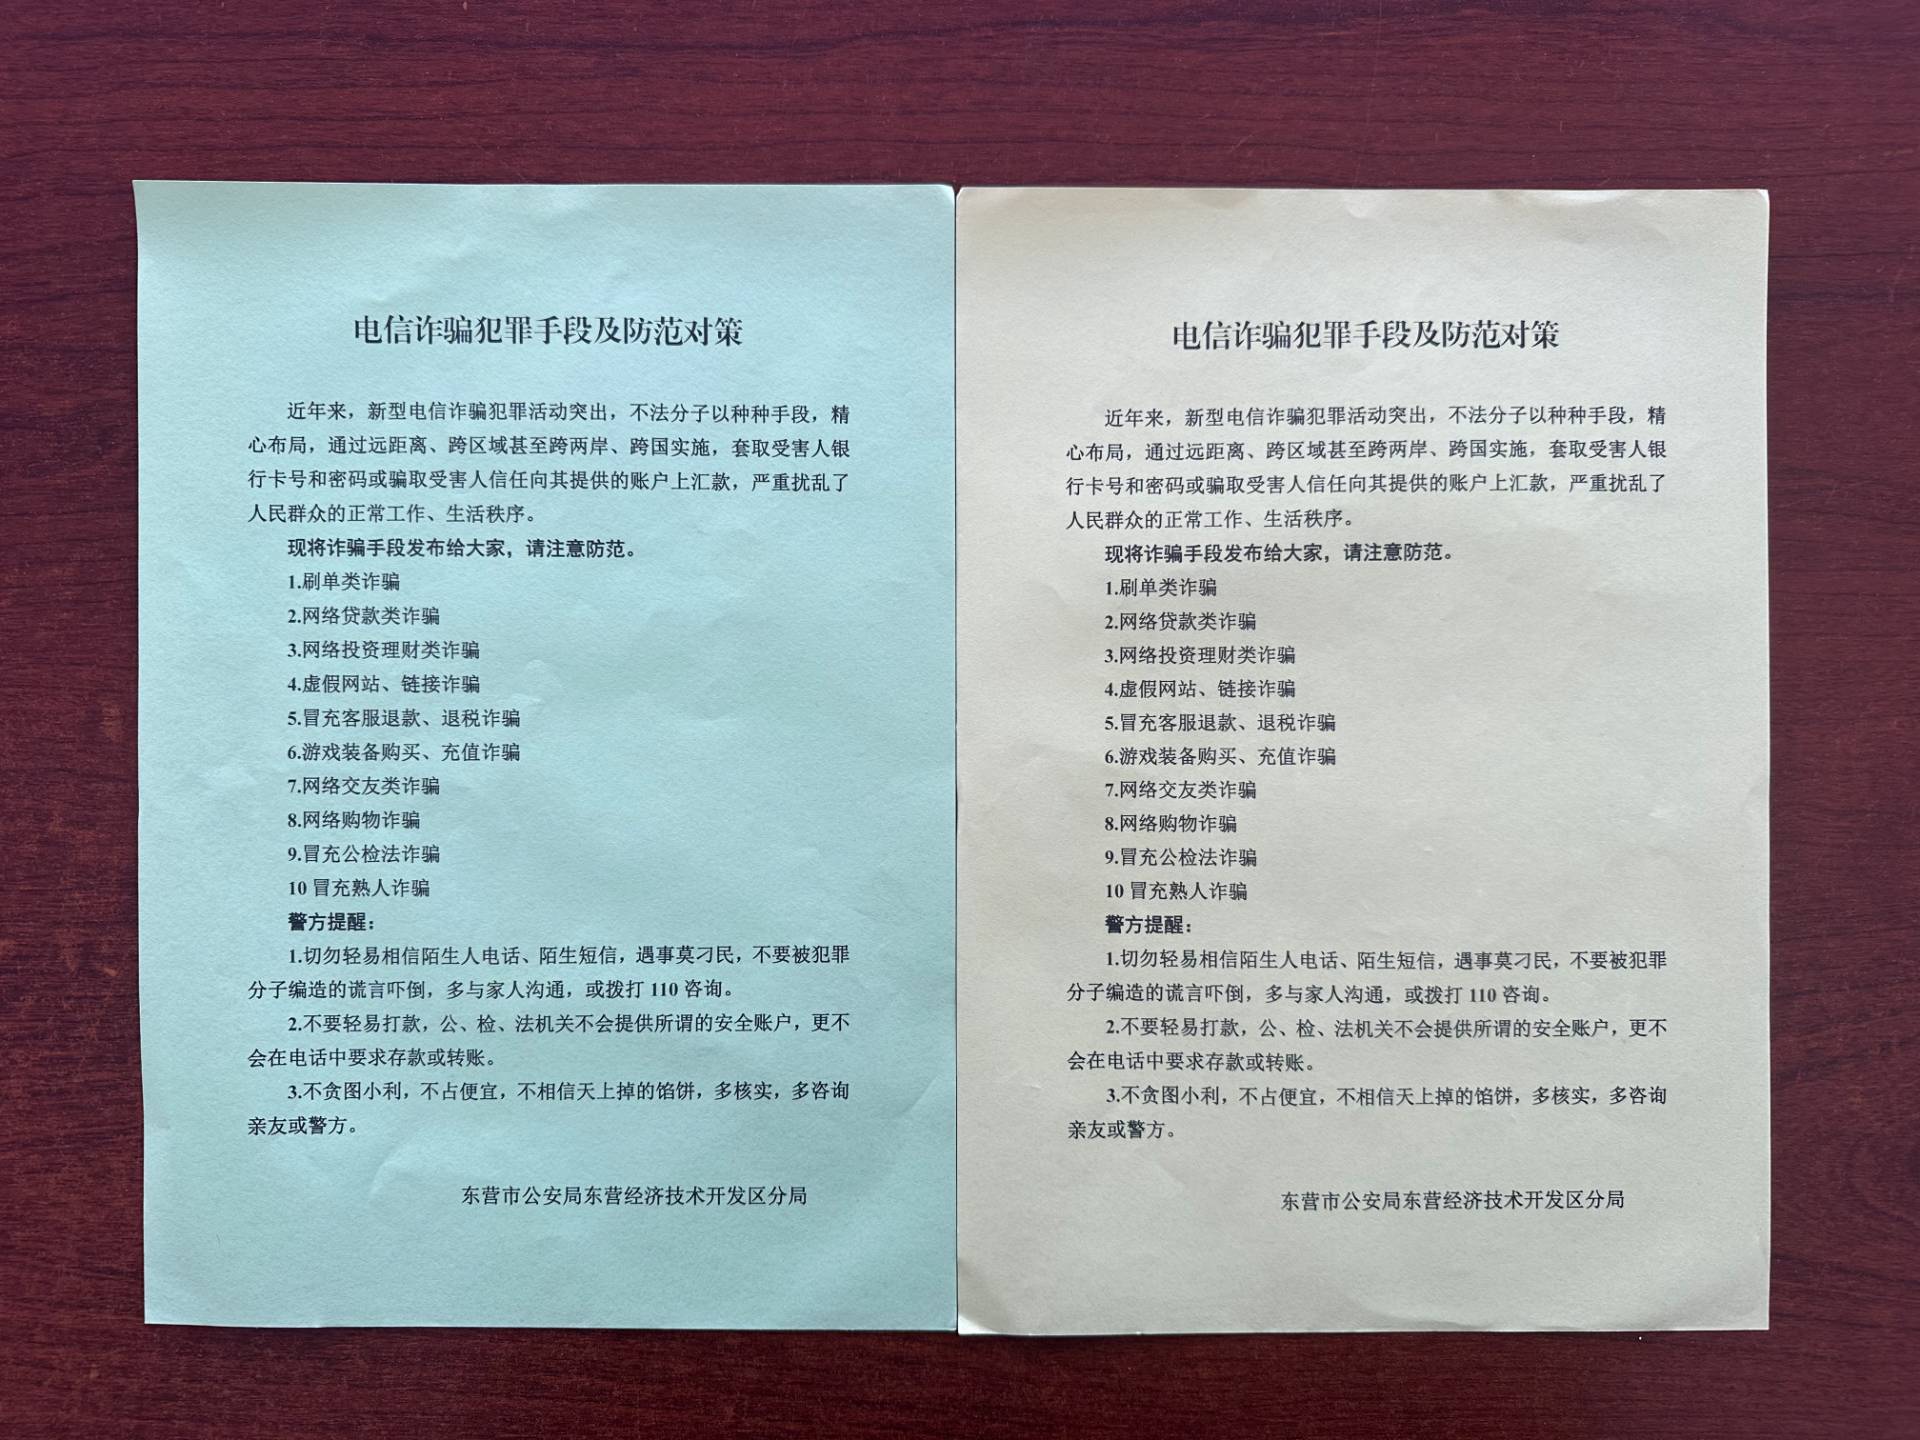 电信诈骗犯罪手段及防范对策
近年来，新型电信诈骗犯罪活动突出，不法分子以种种手段，精
心布局，通过远距离、跨区域甚至跨两岸、跨国实施，套取受害人银
行卡号和密码或骗取受害人信任向其提供的账户上汇款，严重扰乱了
人民群众的正常工作、生活秩序。
现将诈骗手段发布给大家，请注意防范。
1.刷单类诈骗
2.网络贷款类诈骗
3.网络投资理财类诈骗
4.虚假网站、链接诈骗
5.冒充客服退款、退税诈骗
6.游戏装备购买、充值诈骗
7.网络交友类诈骗
8.网络购物诈骗
9.冒充公检法诈骗
10 冒充熟人诈骗
警方提醒：
1.切勿轻易相信陌生人电话、陌生短信，遇事莫刁民，不要被犯罪
分子编造的谎言吓倒，多与家人沟通，或拨打 110 咨询。
2.不要轻易打款，公、检、法机关不会提供所谓的安全账户，更不
会在电话中要求存款或转账。
3.不贪图小利，不占便宜，不相信天上掉的馅饼，多核实，多咨询
亲友或警方。
东营市公安局东营经济技术开发区分局
电信诈骗犯罪手段及防范对策
近年来，新型电信诈骗犯罪活动突出，不法分子以种种手段，精
心布局，通过远距离、跨区域甚至跨两岸、跨国实施，套取受害人银
行卡号和密码或骗取受害人信任向其提供的账户上汇款，严重扰乱了
人民群众的正常工作、生活秩序。
现将诈骗手段发布给大家，请注意防范。
1.刷单类诈骗
2.网络贷款类诈骗
3.网络投资理财类诈骗
4.虚假网站、链接诈骗
5.冒充客服退款、退税诈骗
6.游戏装备购买、充值诈骗
7.网络交友类诈骗
8.网络购物诈骗
9.冒充公检法诈骗
10 冒充熟人诈骗
警方提醒：
1.切勿轻易相信陌生人电话、陌生短信，遇事莫刁民，不要被犯罪
分子编造的谎言吓倒，多与家人沟通，或拨打 110 咨询。
2.不要轻易打款，公、检、法机关不会提供所谓的安全账户，更不
会在电话中要求存款或转账。
3.不贪图小利，不占便宜，不相信天上掉的馅饼，多核实，多咨询
亲友或警方。
东营市公安局东营经济技术开发区分局